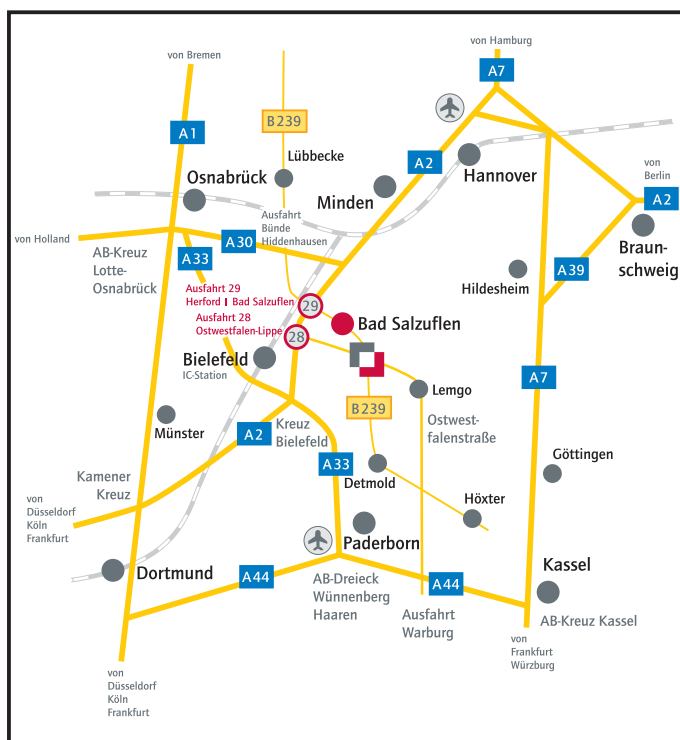 von Hamburg
von Bremen
A7
B239
A1
Lübbecke
A2
Hannover
Osnabrück
Minden
von
Berlin
A2
Ausfahrt
Bünde
Hiddenhausen
von Holland
A30
A33
AB-Kreuz
Lotte-
Osnabrück
Braun-
schweig
A39
Hildesheim
Ausfahrt 29
Herford I Bad Salzuflen
29
Ausfahrt 28
Ostwestfalen-Lippe
28
Bad Salzuflen
Bielefeld
IC-Station
A7
Lemgo
B239
Münster
A2
Kreuz
Bielefeld
Ostwest-
falenstraße
A33
Göttingen
Kamener
Kreuz
Detmold
Höxter
von
Düsseldorf
Köln
Frankfurt
Paderborn
Dortmund
A44
AB-Dreieck
Wünnenberg
Haaren
A44
Kassel
Ausfahrt
Warburg
AB-Kreuz Kassel
von
Frankfurt
Würzburg
von
Düsseldorf
Köln
Frankfurt